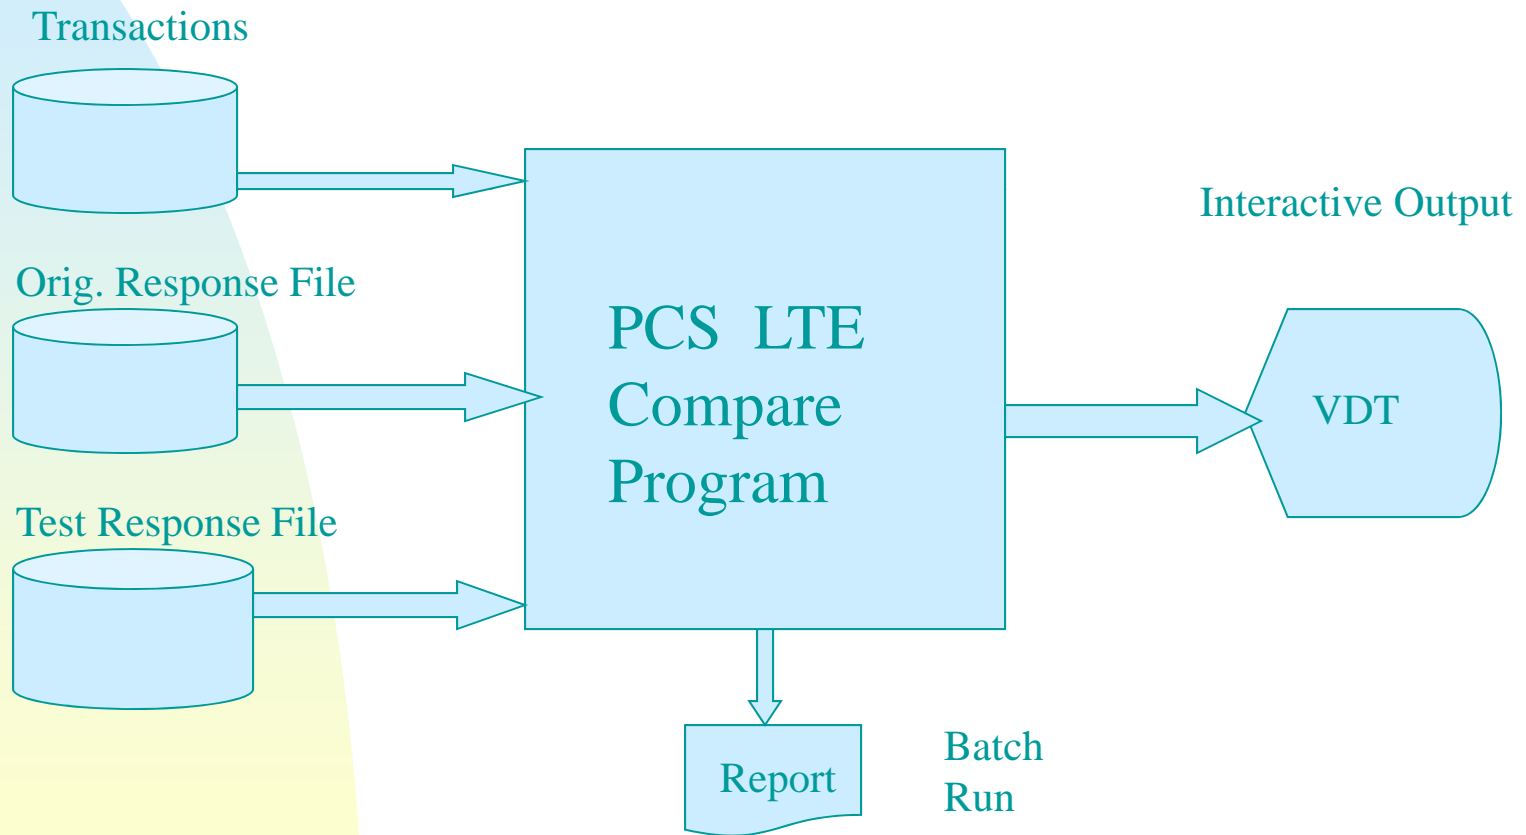 Transactions
Interactive Output
Orig. Response File
PCS LTE
Compare
Program
VDT
Test Response File
Report
Batch
Run